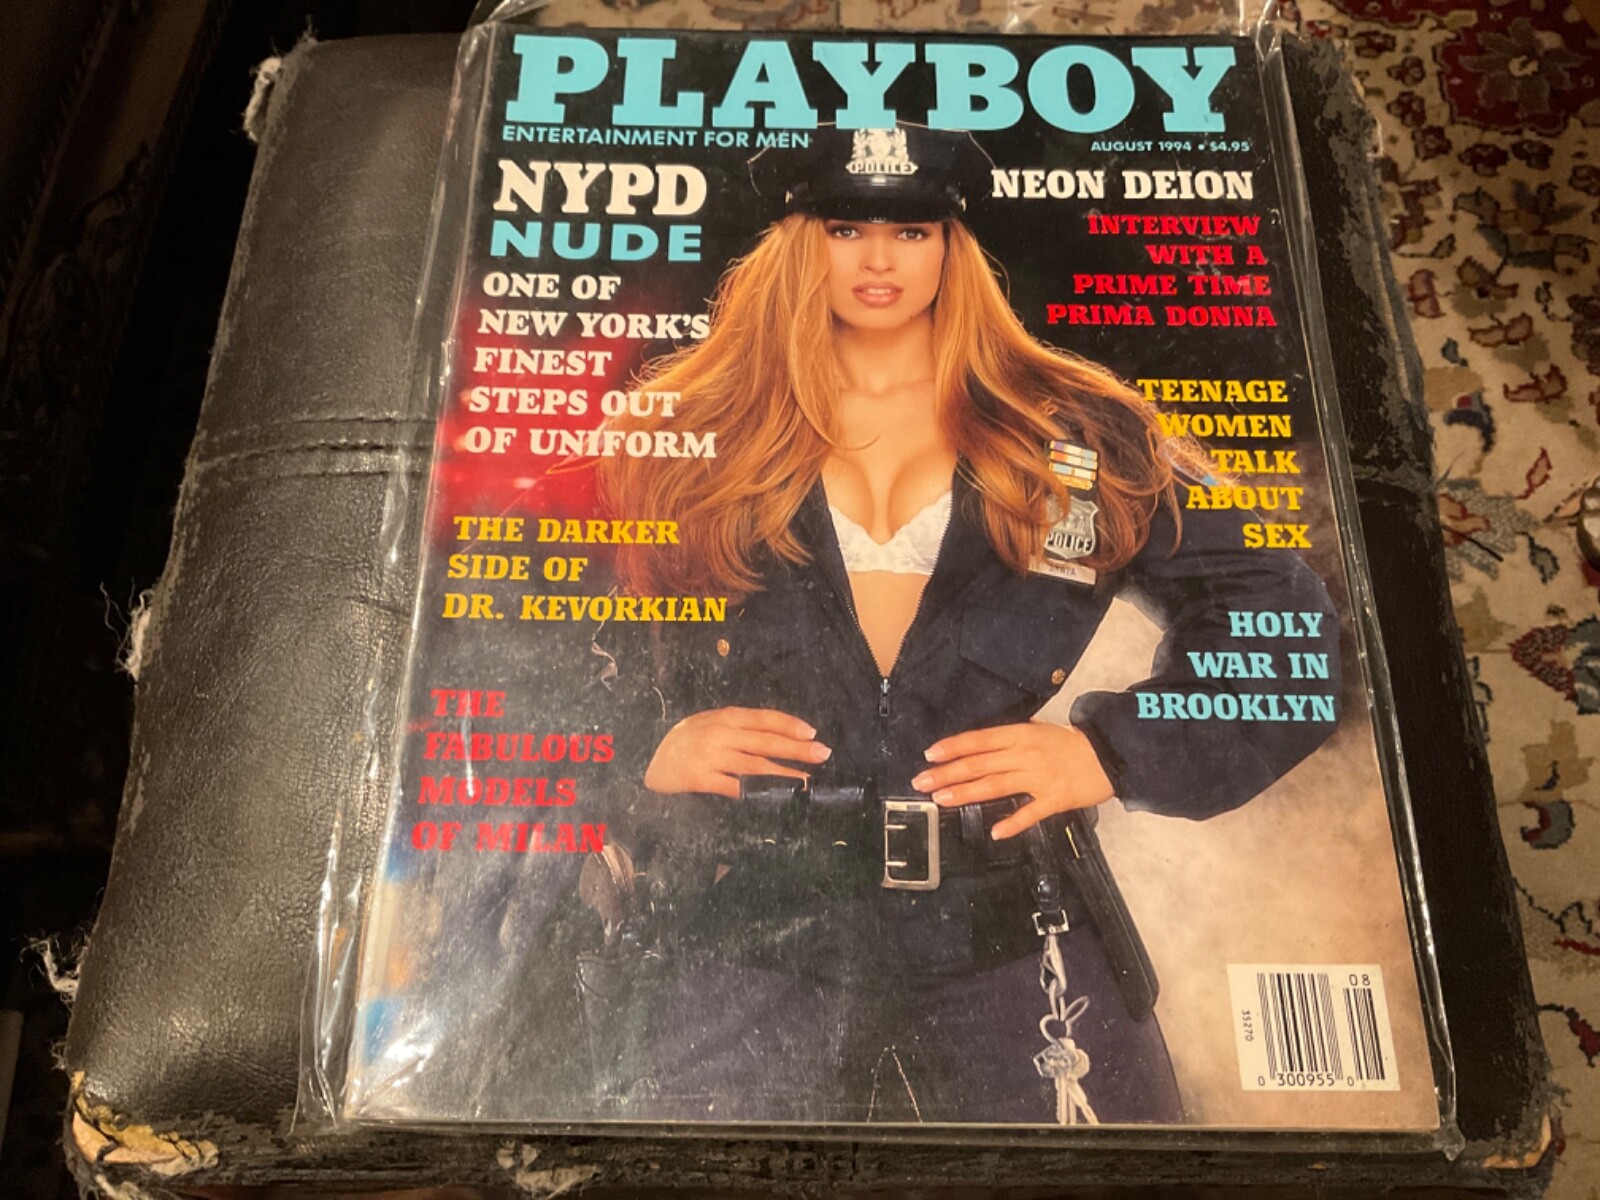 PLAYBOY
ENTERTAINMENT FOR MEN
AUGUST 1994 • $4.95
POLICE
NYPD
NUDE
ONE OF
NEW YORK'S
FINEST
STEPS OUT
OF UNIFORM
THE DARKER
SIDE OF
DR. KEVORKIAN
THE
FABULOUS
MODELS
OF MILAN
NEON DEION
INTERVIEW
WITH A
PRIME TIME
PRIMA DONNA
TEENAGE
WOMEN
TALK
ABOUT
SEX
POLICE
HOLY
WAR IN
BROOKLYN
08
35270
0 300955 0